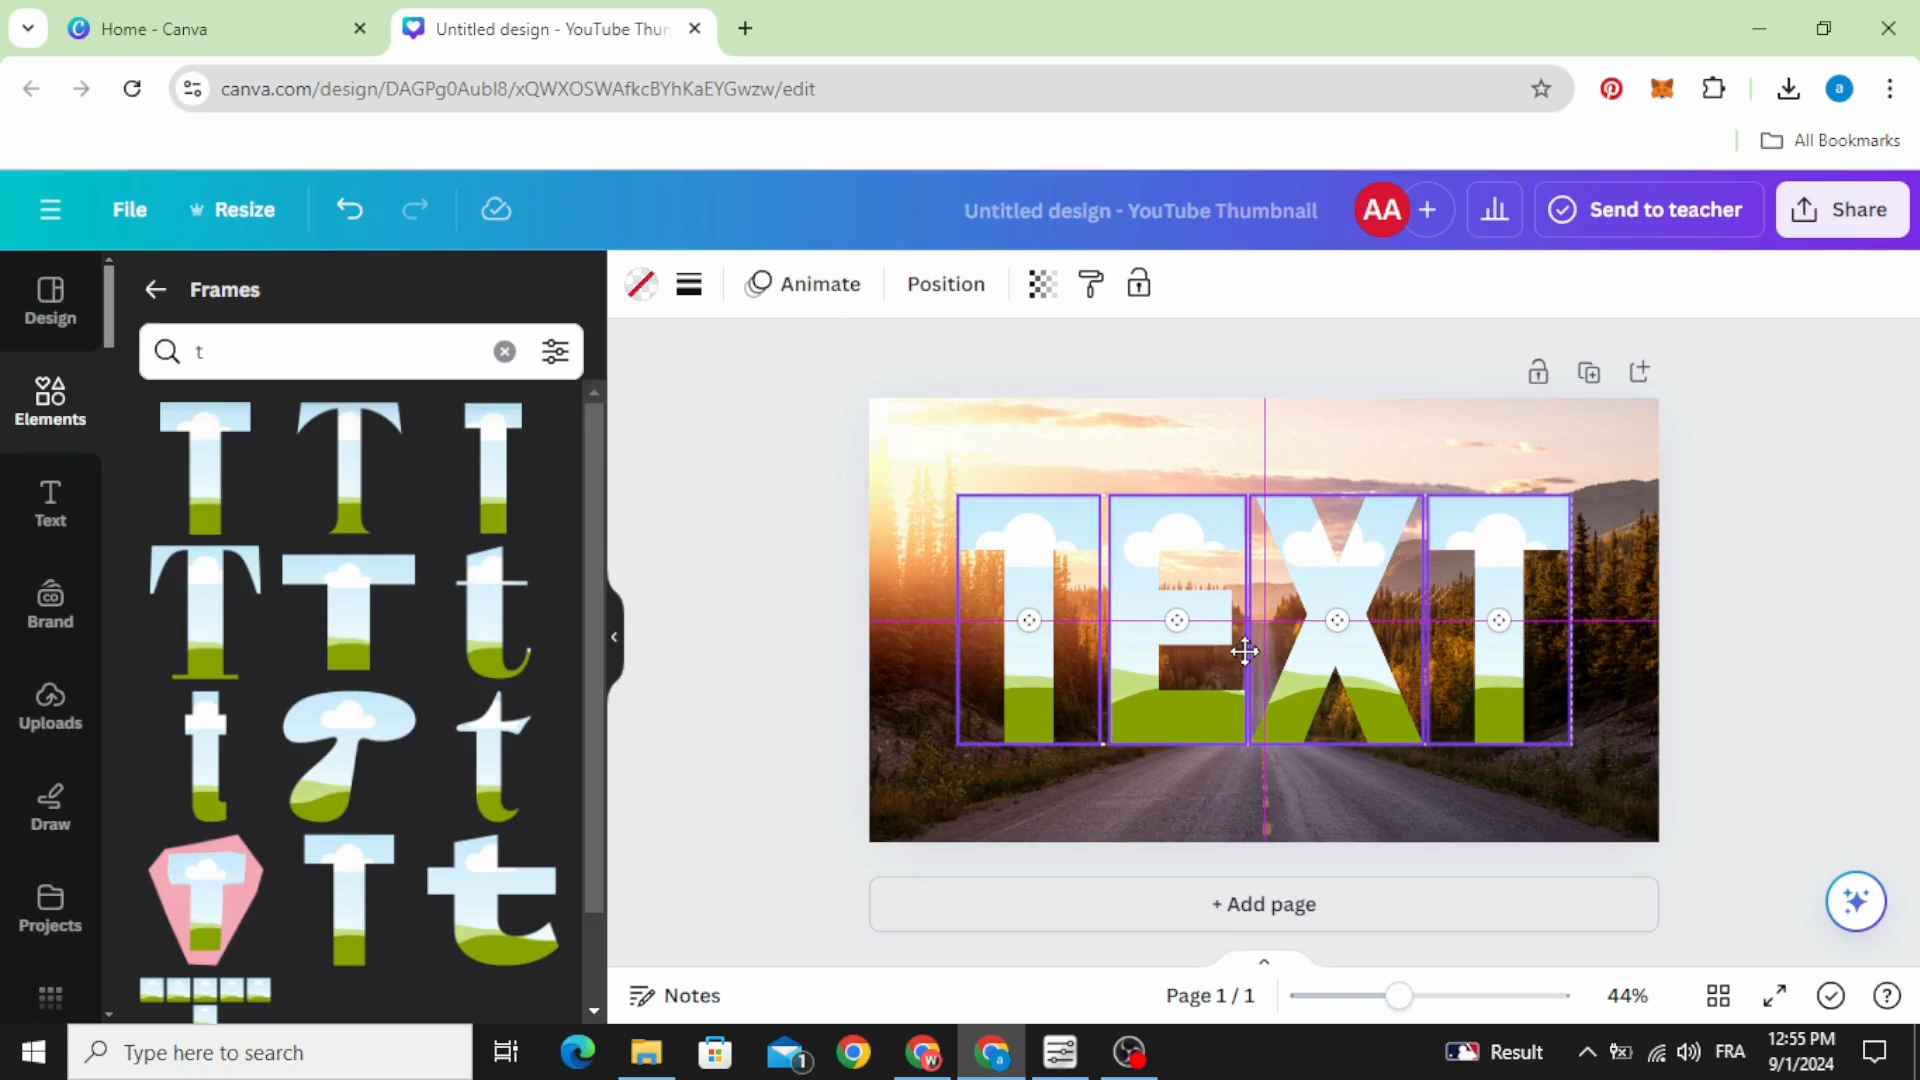 Home - Canva
Untitled design - YouTube Thun
canva.com/design/DAGPg0AubI8/xQWXOSWAfkcBYhKaEYGwzw/edit
a
All Bookmarks
File
Resize
Untitled design - YouTube Thumbnail
AA
Send to teacher
Share
Design
Elements
Text
Brand
Uploads
Draw
Projects
Frames
t
Animate
Position
T T T
T T t
t T t
T T t
TEXT
+ Add page
Notes
Page 1 / 1
44%
Type here to search
1
Result
FRA
12:55 PM
9/1/2024